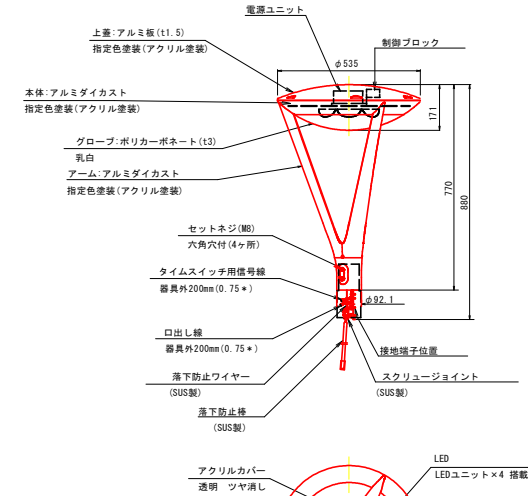 電源ユニット
上蓋:アルミ板(t1.5)
指定色塗装(アクリル塗装)
制御ブロック
φ535
本体:アルミダイカスト
指定色塗装(アクリル塗装)
171
グローブ:ポリカーボネート(t3)
乳白
アーム:アルミダイカスト
指定色塗装(アクリル塗装)
770
880
セットネジ(M8)
六角穴付(4ヶ所)
タイムスイッチ用信号線
器具外200mm(0.75*)
φ92.1
口出し線
器具外200mm(0.75*)
接地端子位置
落下防止ワイヤー
(SUS製)
スクリュージョイント
(SUS製)
落下防止棒
(SUS製)
LED
LEDユニット×4 搭載
アクリルカバー
透明 ツヤ消し